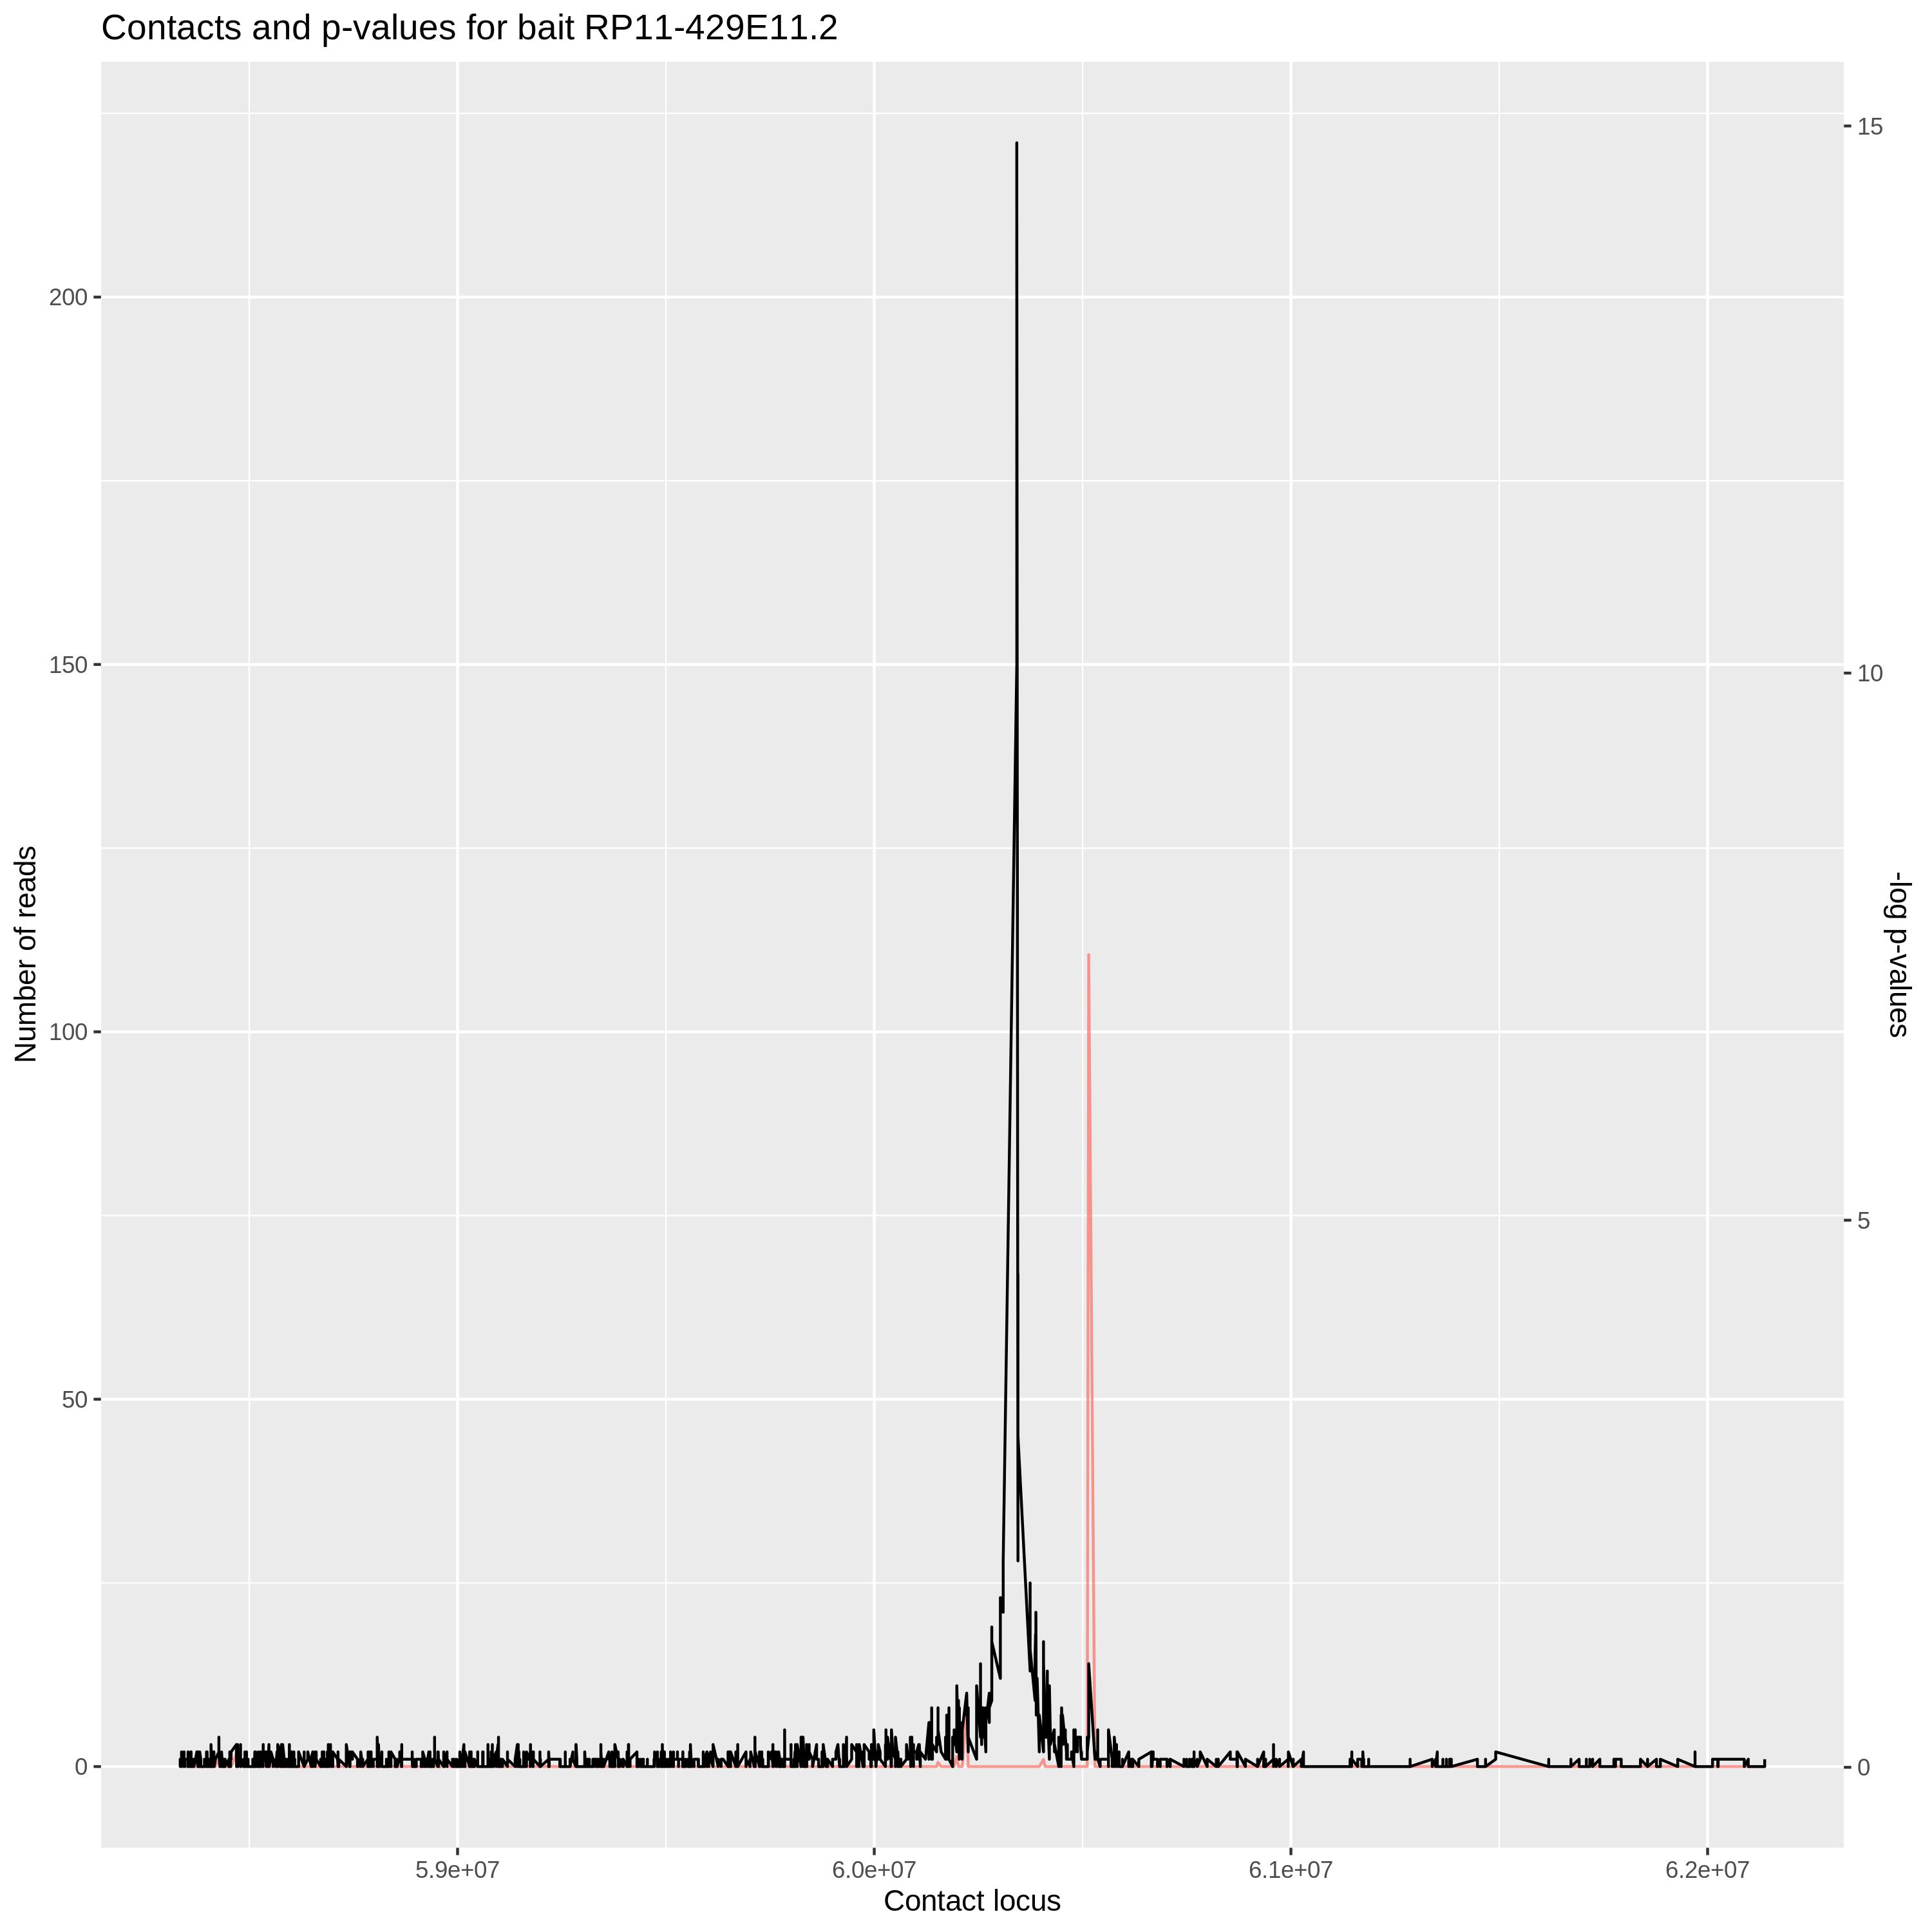 Contacts and p-values for bait RP11-429E11.2
Number of reads
200
150
100
50
0
15
10
5
0
-log p-values
5.9e+07
6.0e+07
6.1e+07
6.2e+07
Contact locus